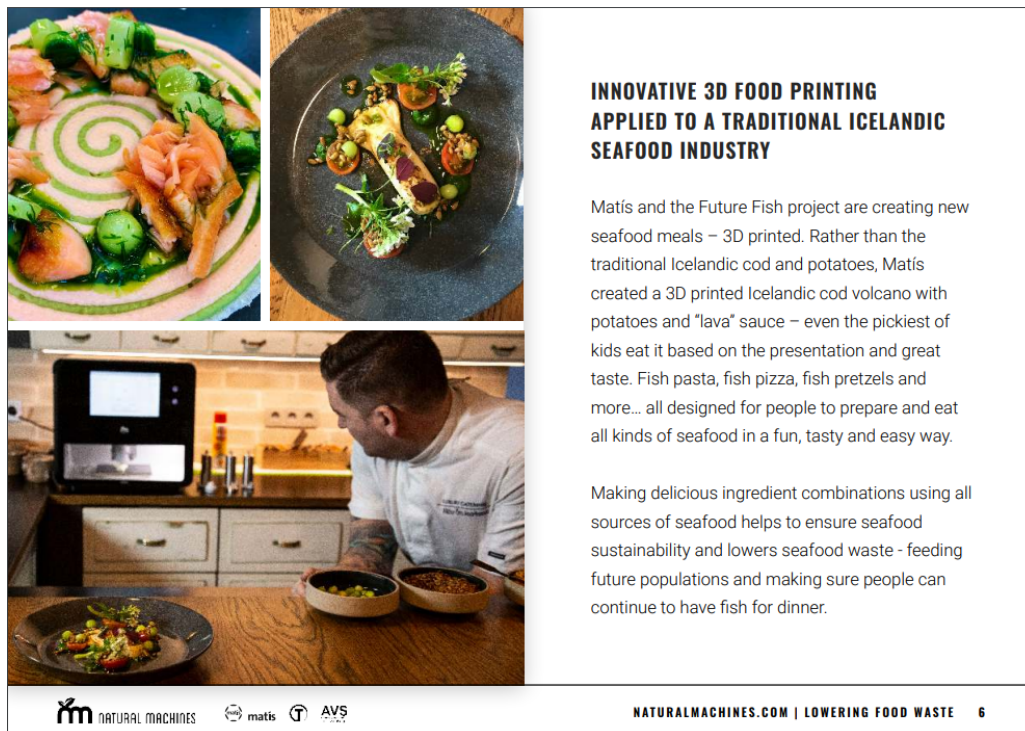 INNOVATIVE 3D FOOD PRINTING
APPLIED TO A TRADITIONAL ICELANDIC
SEAFOOD INDUSTRY
Matís and the Future Fish project are creating new
seafood meals – 3D printed. Rather than the
traditional Icelandic cod and potatoes, Matís
created a 3D printed Icelandic cod volcano with
potatoes and “lava” sauce – even the pickiest of
kids eat it based on the presentation and great
taste. Fish pasta, fish pizza, fish pretzels and
more… all designed for people to prepare and eat
all kinds of seafood in a fun, tasty and easy way.
Making delicious ingredient combinations using all
sources of seafood helps to ensure seafood
sustainability and lowers seafood waste - feeding
future populations and making sure people can
continue to have fish for dinner.
NATURAL MACHINES
matís
AVS
NATURALMACHINES.COM | LOWERING FOOD WASTE 6